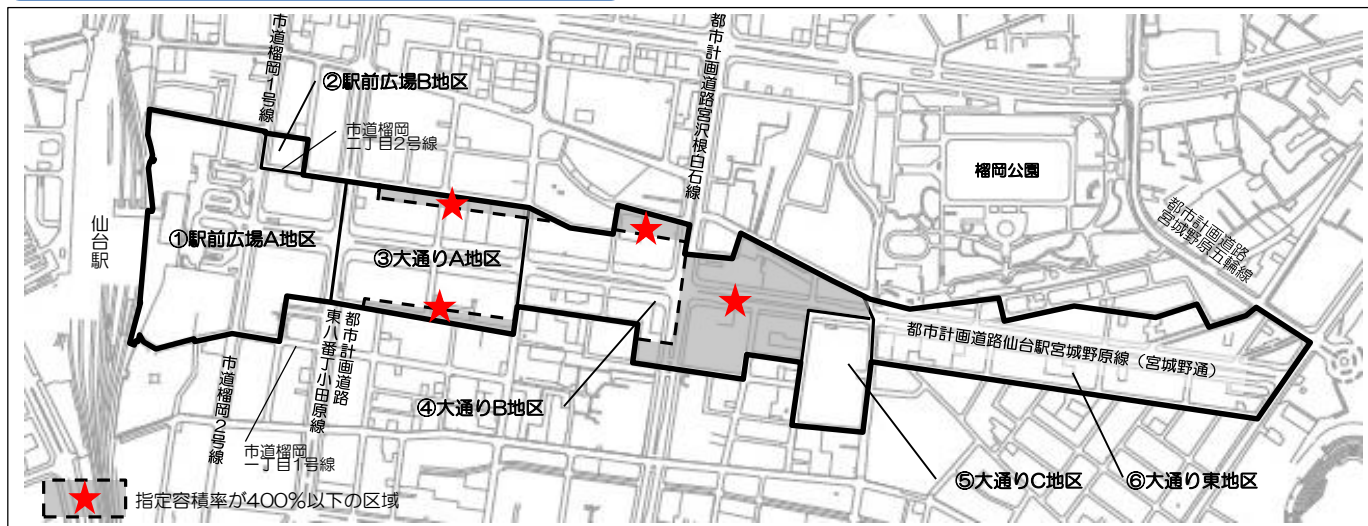 市道榴岡1号線
都市計画道路宮沢根白石線
②駅前広場B地区
市道榴岡
二丁目2号線
榴岡公園
都市計画道路
宮城野原五輪線
仙台駅
①駅前広場A地区
③大通りA地区
都市計画道路仙台駅宮城野原線（宮城野通）
都市計画道路
東八番丁小田原線
市道榴岡2号線
④大通りB地区
市道榴岡
一丁目1号線
⑤大通りC地区
⑥大通り東地区
指定容積率が400%以下の区域